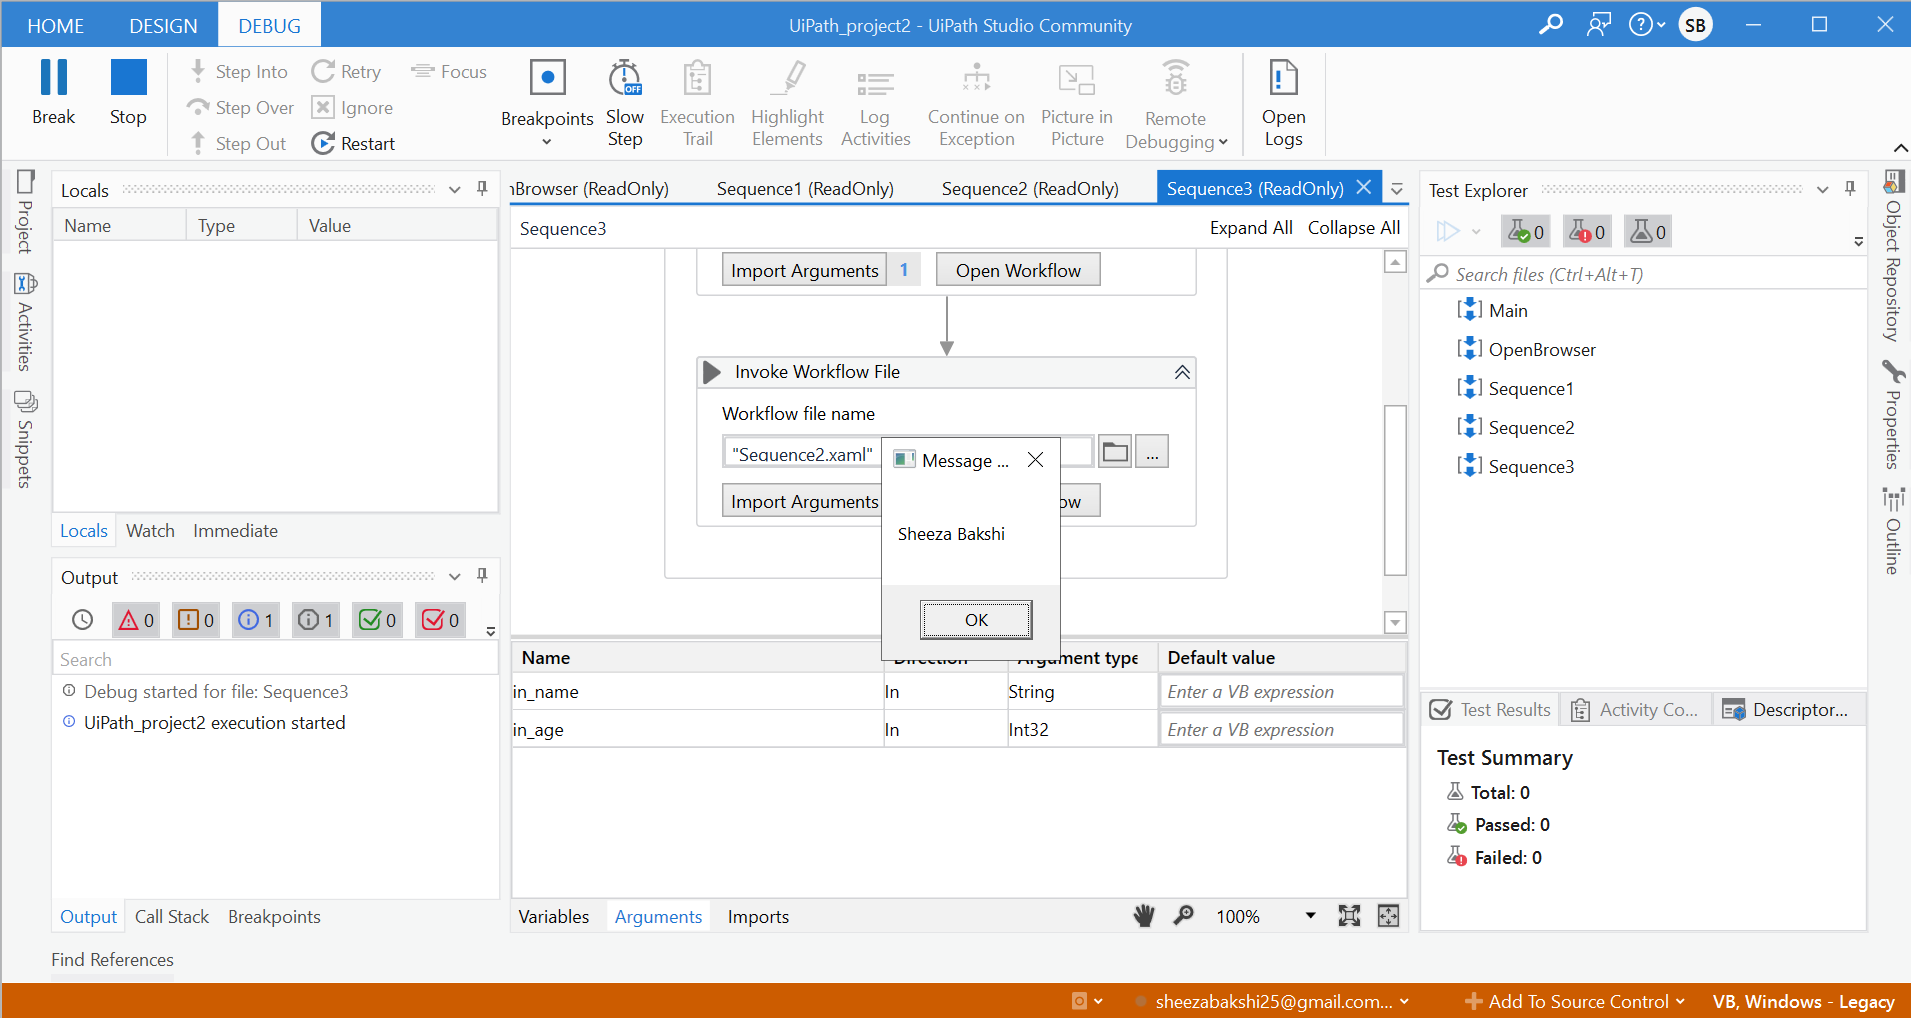 HOME DESIGN DEBUG UiPath_project2 - UiPath Studio Community SB
Break Stop
Step Into Retry Focus
Step Over Ignore
Step Out Restart
Breakpoints
Slow Step
OFF
Execution Trail
Highlight Elements
Log Activities
Continue on Exception
Picture in Picture
Remote Debugging
Open Logs
Project
Activities
Snippets
Locals
Name Type Value
Locals Watch Immediate
Output
0 0 1 1 0 0
Search
Debug started for file: Sequence3
UiPath_project2 execution started
Output Call Stack Breakpoints
Find References
nBrowser (ReadOnly) Sequence1 (ReadOnly) Sequence2 (ReadOnly) Sequence3 (ReadOnly)
Sequence3 Expand All Collapse All
Import Arguments 1 Open Workflow
Invoke Workflow File
Workflow file name
"Sequence2.xaml" ...
Import Arguments ow
Message ...
Sheeza Bakshi
OK
Name Direction Argument type Default value
in_name In String Enter a VB expression
in_age In Int32 Enter a VB expression
Variables Arguments Imports 100%
Test Explorer
0 0 0
Search files (Ctrl+Alt+T)
Main
OpenBrowser
Sequence1
Sequence2
Sequence3
Test Results Activity Co... Descriptor...
Test Summary
Total: 0
Passed: 0
Failed: 0
Object Repository
Properties
Outline
sheezabakshi25@gmail.com... Add To Source Control VB, Windows - Legacy